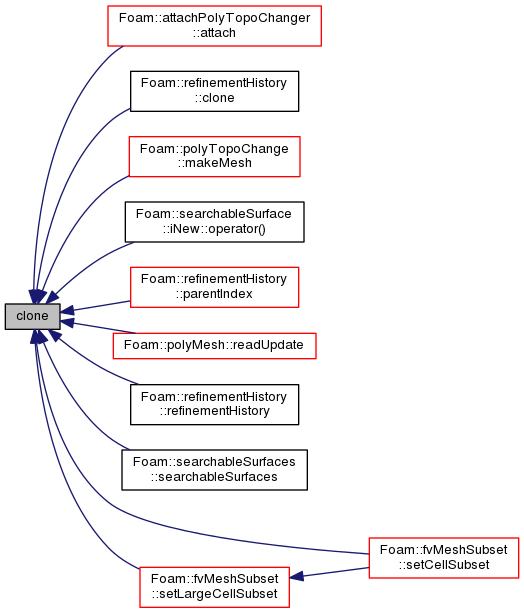 Foam::attachPolyTopoChanger
::attach
Foam::refinementHistory
::clone
Foam::polyTopoChange
::makeMesh
Foam::searchableSurface
::iNew::operator()
Foam::refinementHistory
::parentIndex
clone
Foam::polyMesh::readUpdate
Foam::refinementHistory
::refinementHistory
Foam::searchableSurfaces
::searchableSurfaces
Foam::fvMeshSubset
::setCellSubset
Foam::fvMeshSubset
::setLargeCellSubset